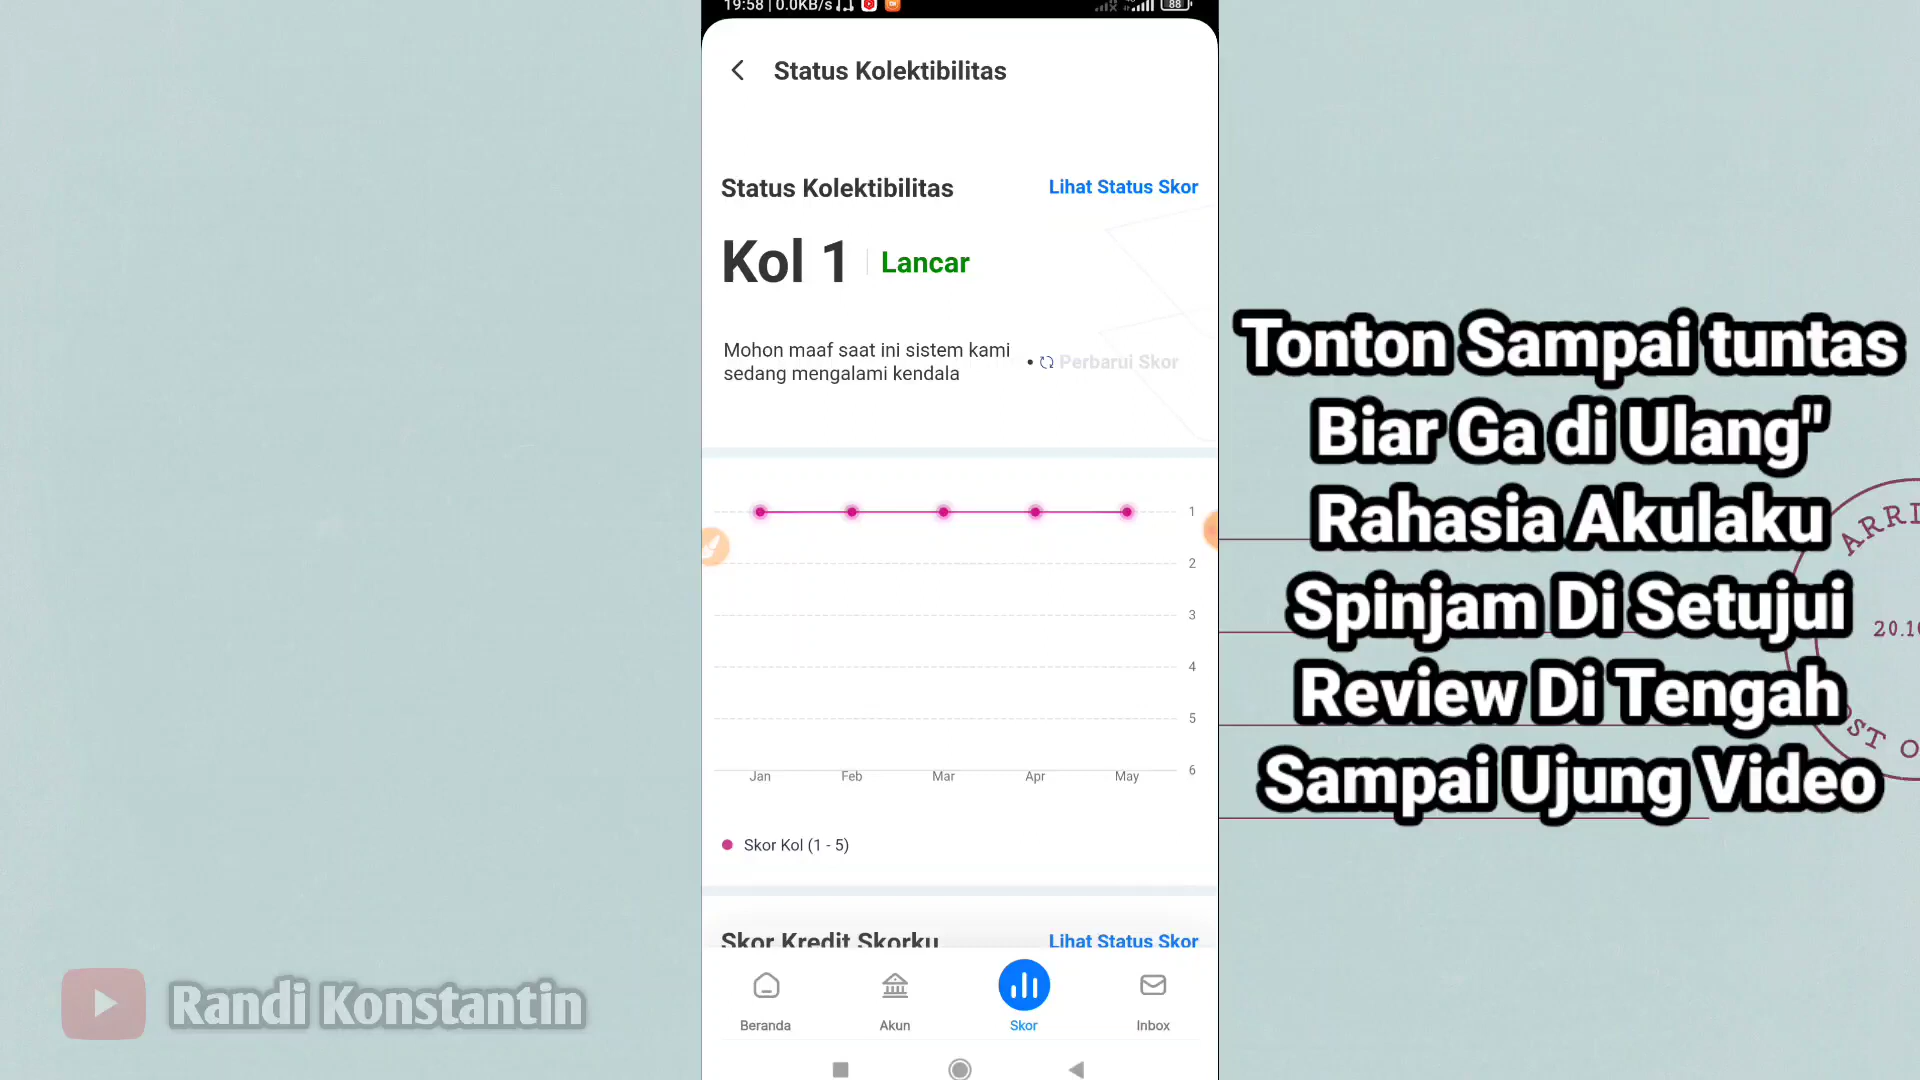 19:58 | 0.0KB/s
88
Status Kolektibilitas
Status Kolektibilitas
Lihat Status Skor
Kol 1
Lancar
Mohon maaf saat ini sistem kami
sedang mengalami kendala
• Perbarui Skor
1
2
3
4
5
6
Jan
Feb
Mar
Apr
May
Skor Kol (1 - 5)
Skor Kredit Skorku
Lihat Status Skor
Beranda
Akun
Skor
Inbox
Tonton Sampai tuntas
Biar Ga di Ulang"
Rahasia Akulaku
Spinjam Di Setujui
Review Di Tengah
Sampai Ujung Video
Randi Konstantin